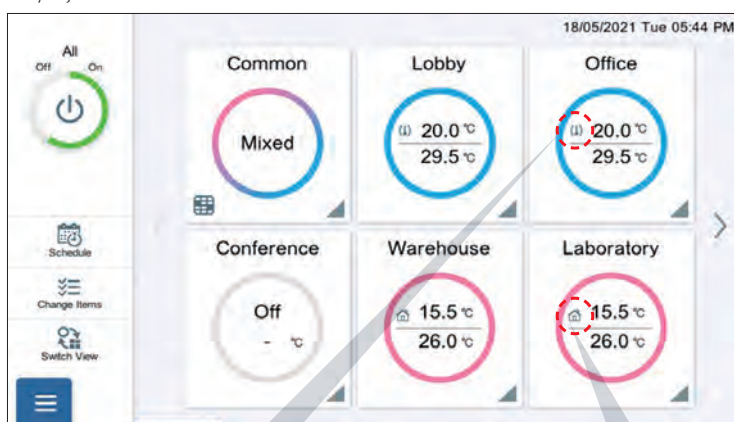 18/05/2021 Tue 05:44 PM
All
Off On
Common
Mixed
Lobby
20.0 ℃
29.5 ℃
Office
20.0 ℃
29.5 ℃
Conference
Off
- ℃
Warehouse
15.5 ℃
26.0 ℃
Laboratory
15.5 ℃
26.0 ℃
Schedule
Change Items
Switch View